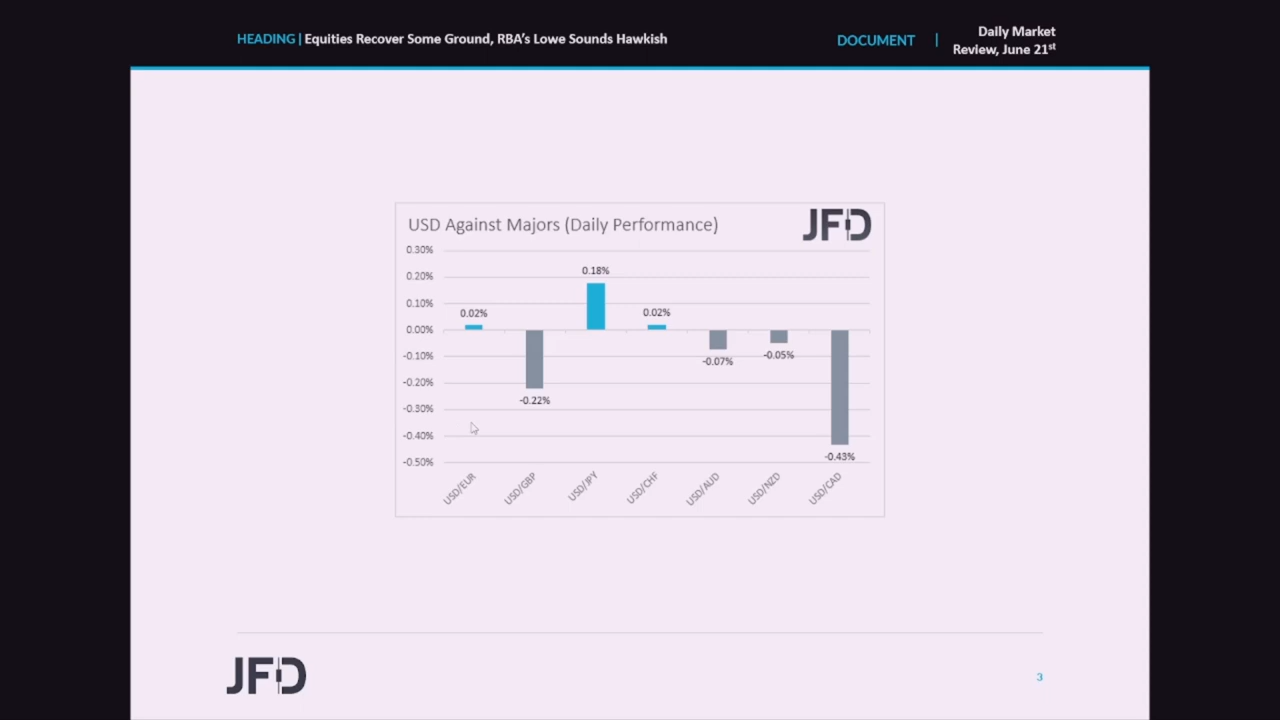 HEADING | Equities Recover Some Ground, RBA's Lowe Sounds Hawkish
DOCUMENT | Daily Market
Review, June 21st
USD Against Majors (Daily Performance)
JFD
0.30%
0.20%
0.10%
0.00%
-0.10%
-0.20%
-0.30%
-0.40%
-0.50%
0.02%
-0.22%
0.18%
0.02%
-0.07%
-0.05%
-0.43%
USD/EUR
USD/GBP
USD/JPY
USD/CHF
USD/AUD
USD/NZD
USD/CAD
JFD
3